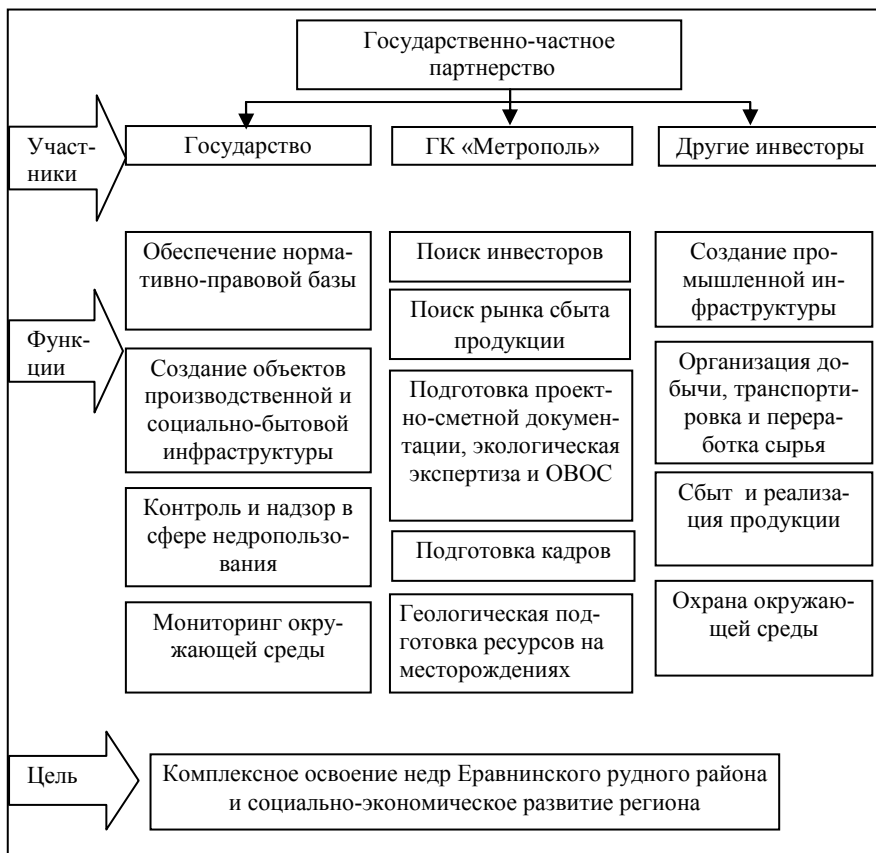 Государственно-частное
партнерство
Участ-
ники
Государство
ГК «Метрополь»
Другие инвесторы
Функ-
ции
Обеспечение норма-
тивно-правовой базы
Создание объектов
производственной и
социально-бытовой
инфраструктуры
Контроль и надзор в
сфере недропользо-
вания
Мониторинг окру-
жающей среды
Поиск инвесторов
Поиск рынка сбыта
продукции
Подготовка проект-
но-сметной докумен-
тации, экологическая
экспертиза и ОВОС
Подготовка кадров
Геологическая под-
готовка ресурсов на
месторождениях
Создание про-
мышленной ин-
фраструктуры
Организация до-
бычи, транспорти-
ровка и перера-
ботка сырья
Сбыт и реализа-
ция продукции
Охрана окружаю-
щей среды
Цель
Комплексное освоение недр Еравнинского рудного района
и социально-экономическое развитие региона